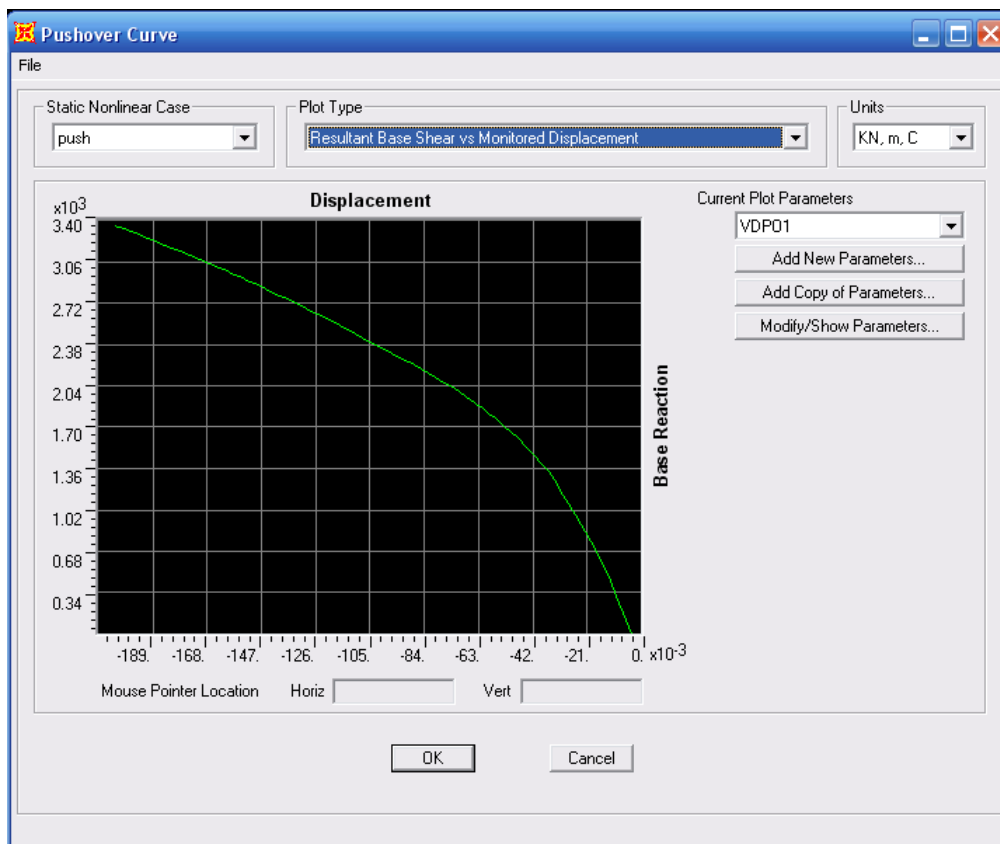 Pushover Curve
File
Static Nonlinear Case
Plot Type
Units
push
Resultant Base Shear vs Monitored Displacement
KN, m, C
Displacement
Current Plot Parameters
VDPO1
Add New Parameters...
Add Copy of Parameters...
Modify/Show Parameters...
x103
3.40
3.06
2.72
2.38
2.04
1.70
1.36
1.02
0.68
0.34
Base Reaction
-189. -168. -147. -126. -105. -84. -63. -42. -21. 0. x10-3
Mouse Pointer Location Horiz Vert
OK Cancel